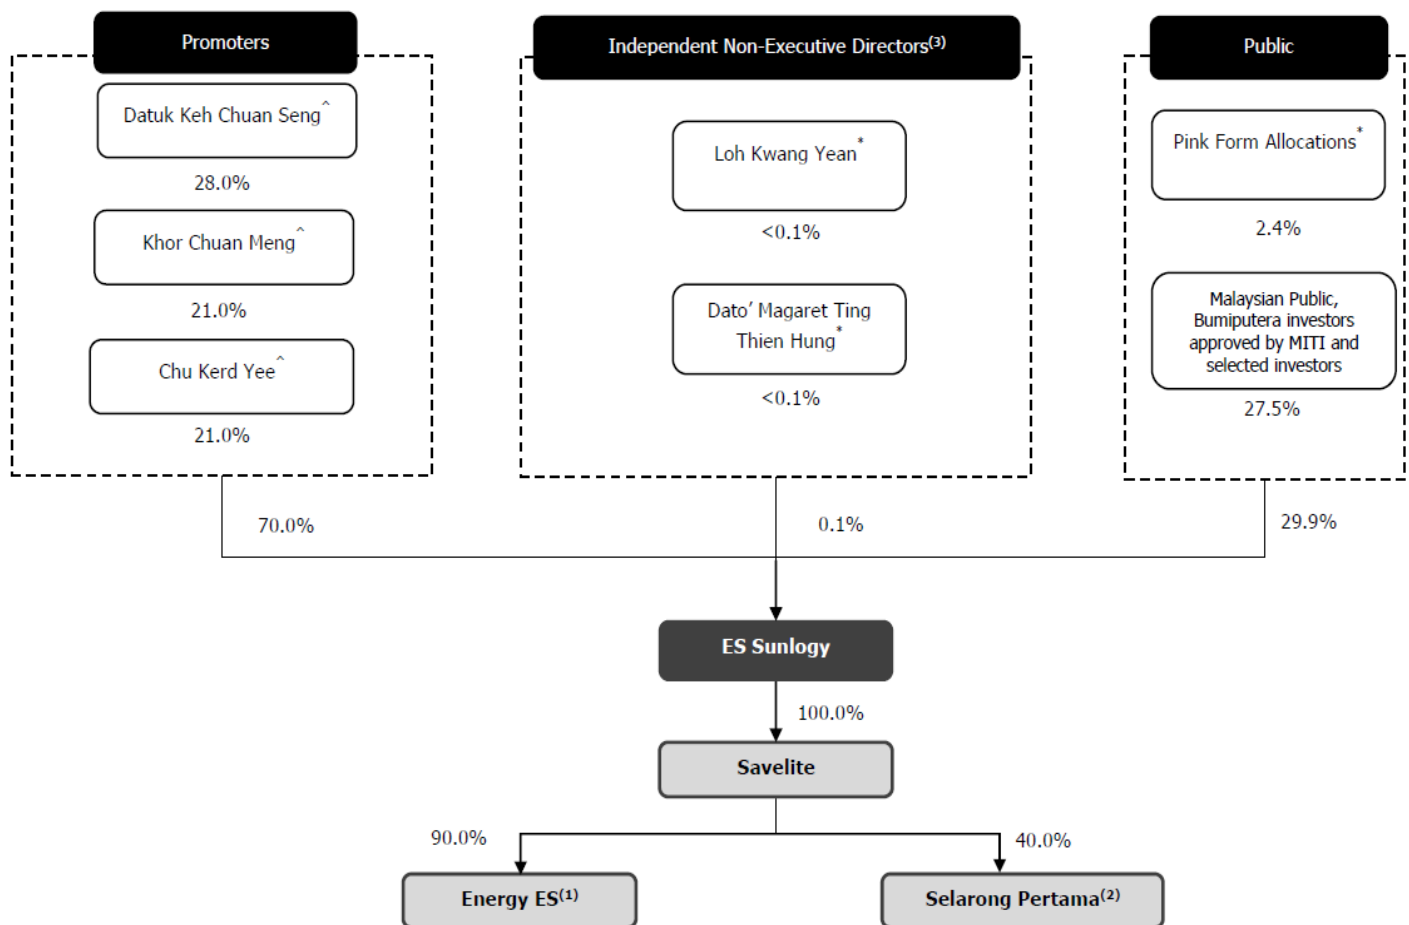 Promoters
Datuk Keh Chuan Seng^
28.0%
Khor Chuan Meng^
21.0%
Chu Kerd Yee^
21.0%
Independent Non-Executive Directors(3)
Loh Kwang Yean*
<0.1%
Dato’ Magaret Ting
Thien Hung*
<0.1%
Public
Pink Form Allocations*
2.4%
Malaysian Public,
Bumiputera investors
approved by MITI and
selected investors
27.5%
70.0%
0.1%
29.9%
ES Sunlogy
100.0%
Savelite
90.0%
40.0%
Energy ES(1)
Selarong Pertama(2)